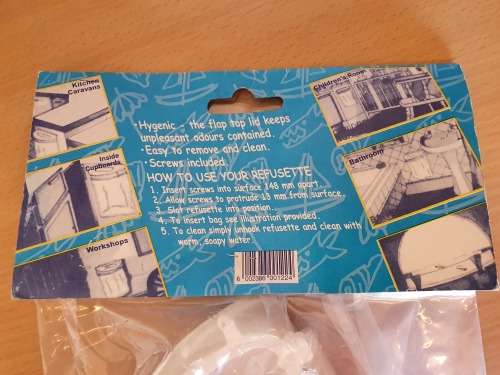 Kitchen
Caravans
Inside
Cupboards
Workshops
• Hygenic - the flap top lid keeps
unpleasant odours contained.
• Easy to remove and clean.
• Screws included.
HOW TO USE YOUR REFUSETTE
1. Insert screws into surface 148 mm apart.
2. Allow screws to protrude 13 mm from surface.
3. Slot refusette into position.
4. To insert bag see illustration provided.
5. To clean simply unhook refusette and clean with
warm, soapy water
6 002386 001224
Children's Room
Bathroom